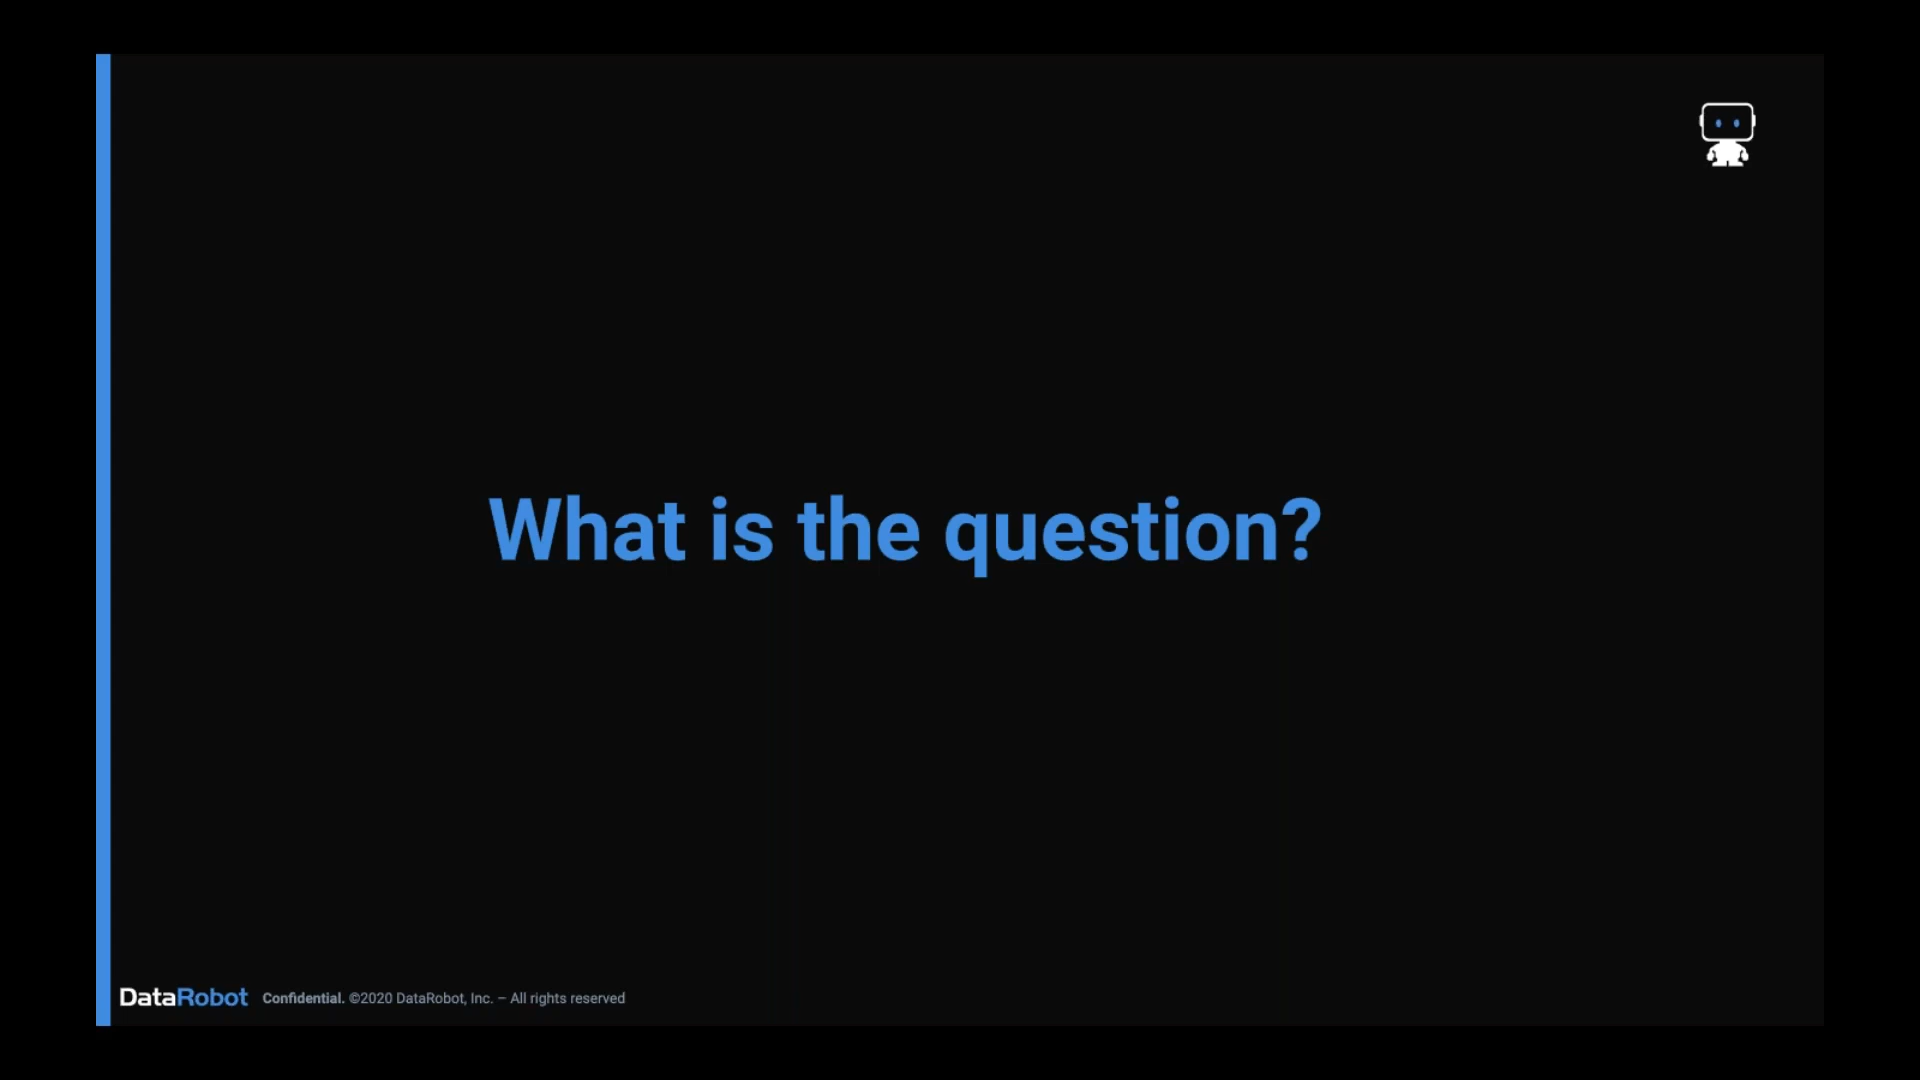 What is the question?
DataRobot Confidential. ©2020 DataRobot, Inc. – All rights reserved